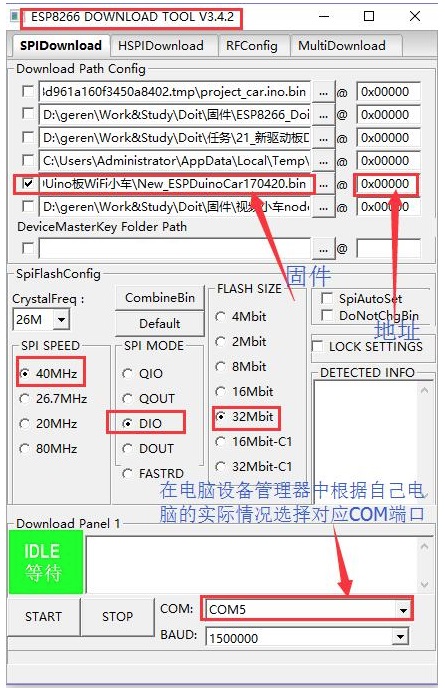 ESP8266 DOWNLOAD TOOL V3.4.2
SPIDownload HSPIDownload RFConfig MultiDownload
Download Path Config
ld961a160f3450a8402.tmp\project_car.ino.bin ... @ 0x00000
D:\geren\Work&Study\Doit\固件\ESP8266_Doi ... @ 0x00000
D:\geren\Work&Study\Doit\任务\21_新驱动板D ... @ 0x00000
C:\Users\Administrator\AppData\Local\Temp\ ... @ 0x00000
Uino板WiFi小车\New_ESPDuinoCar170420.bin ... @ 0x00000
D:\geren\Work&Study\Doit\固件\视频小车node ... @ 0x00000
DeviceMasterKey Folder Path
... @
固件
地址
SpiFlashConfig
CrystalFreq :
26M
CombineBin
Default
SPI SPEED
40MHz
26.7MHz
20MHz
80MHz
SPI MODE
QIO
QOUT
DIO
DOUT
FASTRD
FLASH SIZE
4Mbit
2Mbit
8Mbit
16Mbit
32Mbit
16Mbit-C1
32Mbit-C1
SpiAutoSet
DoNotChgBin
LOCK SETTINGS
DETECTED INFO
在电脑设备管理器中根据自己电
脑的实际情况选择对应COM端口
Download Panel 1
IDLE
等待
START STOP
COM: COM5
BAUD: 1500000